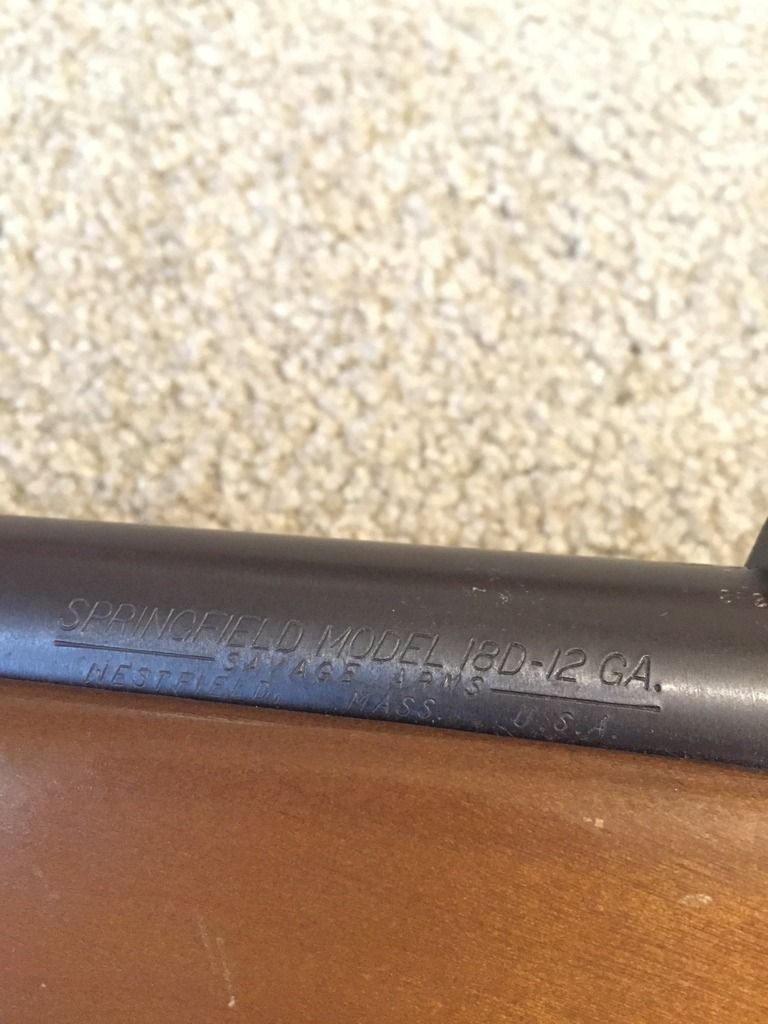 SPRINGFIELD MODEL 18D-12 GA.
SAVAGE ARMS
WESTFIELD, MASS. U.S.A.